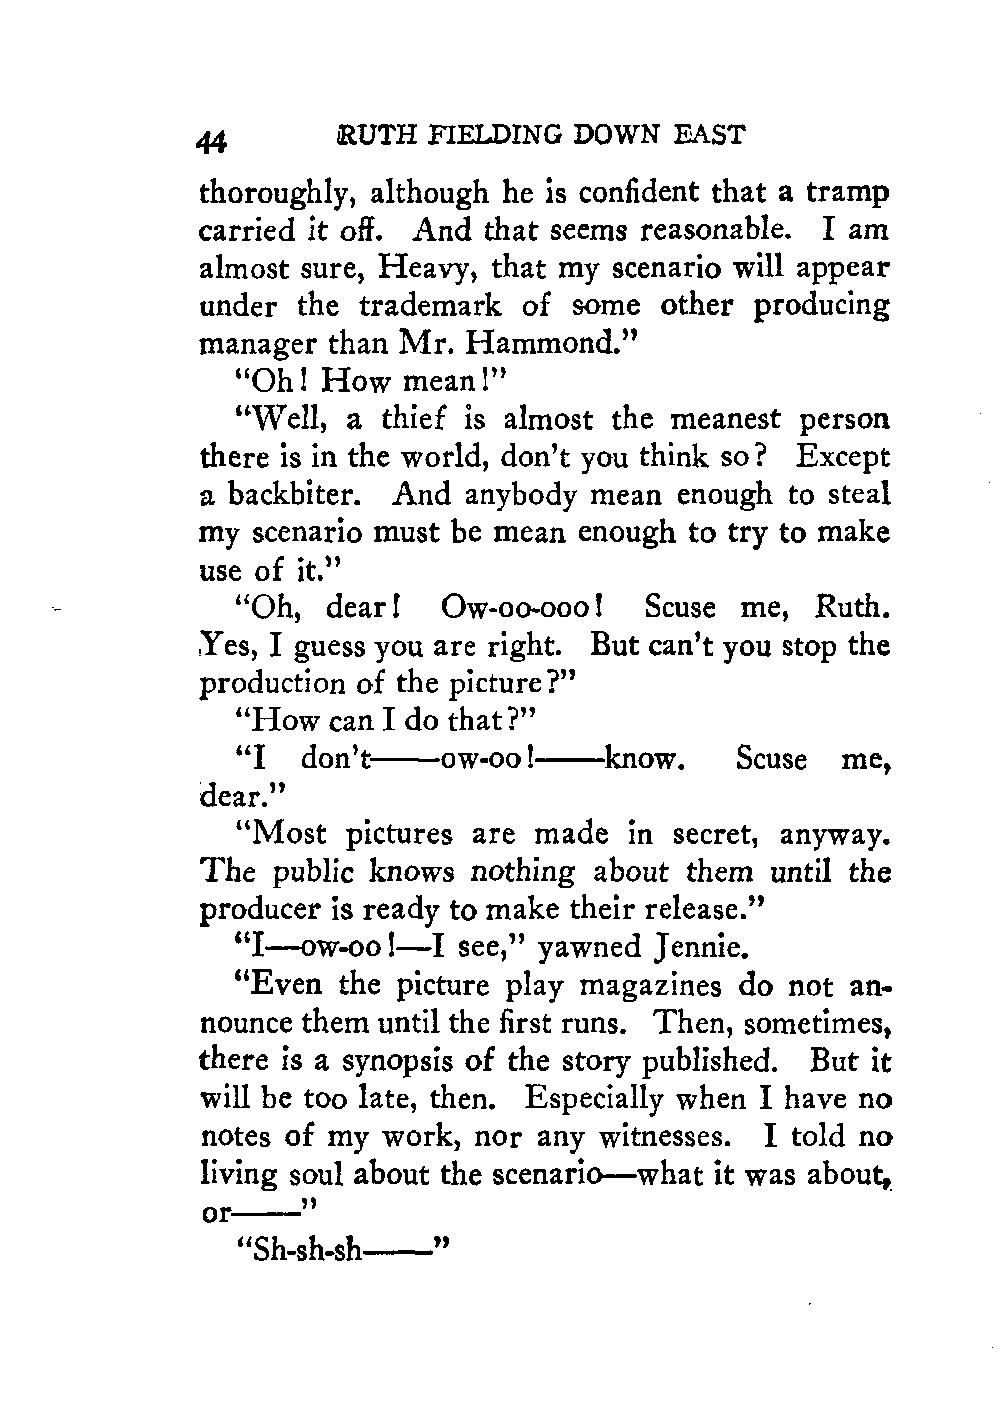 44 RUTH FIELDING DOWN EAST
thoroughly, although he is confident that a tramp
carried it off. And that seems reasonable. I am
almost sure, Heavy, that my scenario will appear
under the trademark of some other producing
manager than Mr. Hammond.”
“Oh! How mean!”
“Well, a thief is almost the meanest person
there is in the world, don’t you think so? Except
a backbiter. And anybody mean enough to steal
my scenario must be mean enough to try to make
use of it.”
“Oh, dear! Ow-oo-ooo! Scuse me, Ruth.
Yes, I guess you are right. But can’t you stop the
production of the picture?”
“How can I do that?”
“I don’t——ow-oo!——know. Scuse me,
dear.”
“Most pictures are made in secret, anyway.
The public knows nothing about them until the
producer is ready to make their release.”
“I—ow-oo!—I see,” yawned Jennie.
“Even the picture play magazines do not an-
nounce them until the first runs. Then, sometimes,
there is a synopsis of the story published. But it
will be too late, then. Especially when I have no
notes of my work, nor any witnesses. I told no
living soul about the scenario—what it was about,
or——”
“Sh-sh-sh——”